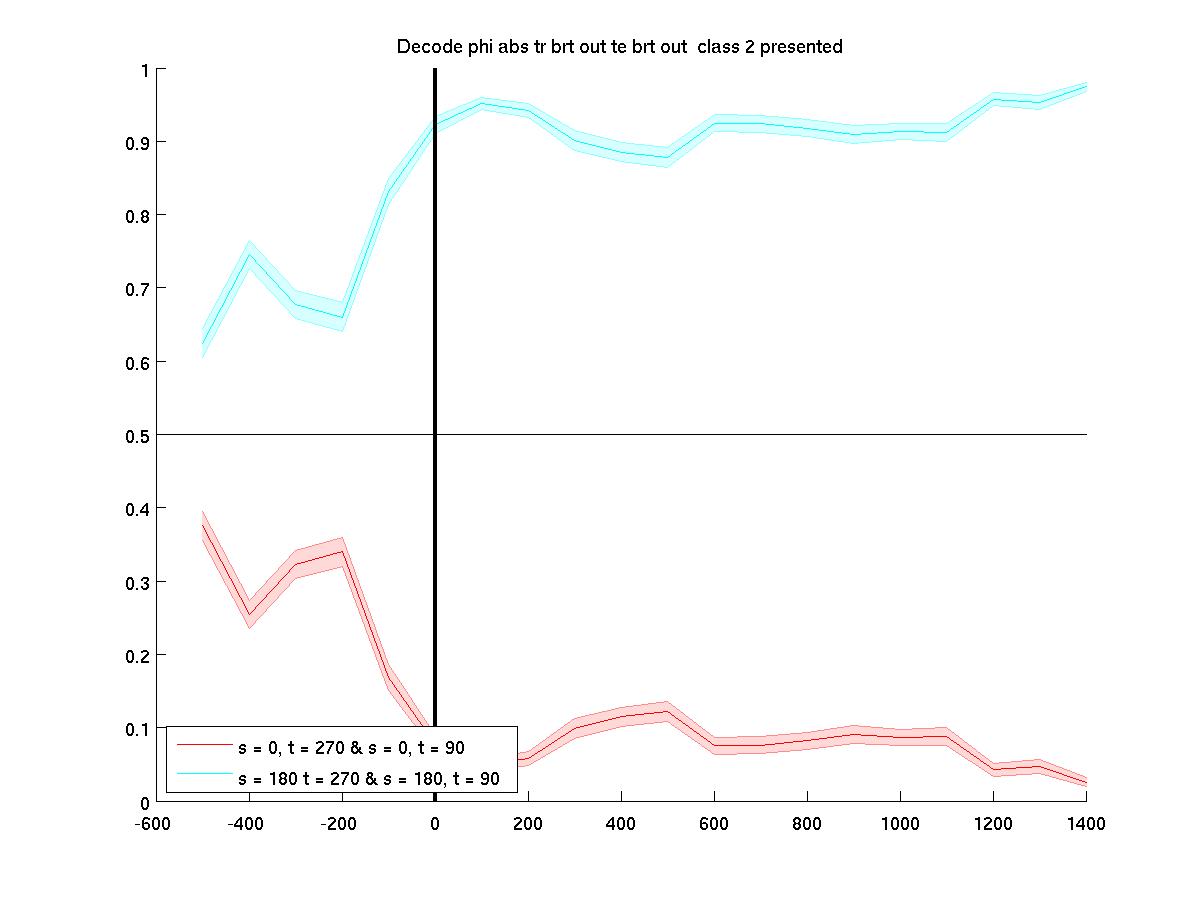 Decode phi abs tr brt out te brt out  class 2 presented
1
0.9
0.8
0.7
0.6
0.5
0.4
0.3
0.2
0.1
0
s = 0, t = 270 & s = 0, t = 90
s = 180 t = 270 & s = 180, t = 90
-600 -400 -200 0 200 400 600 800 1000 1200 1400